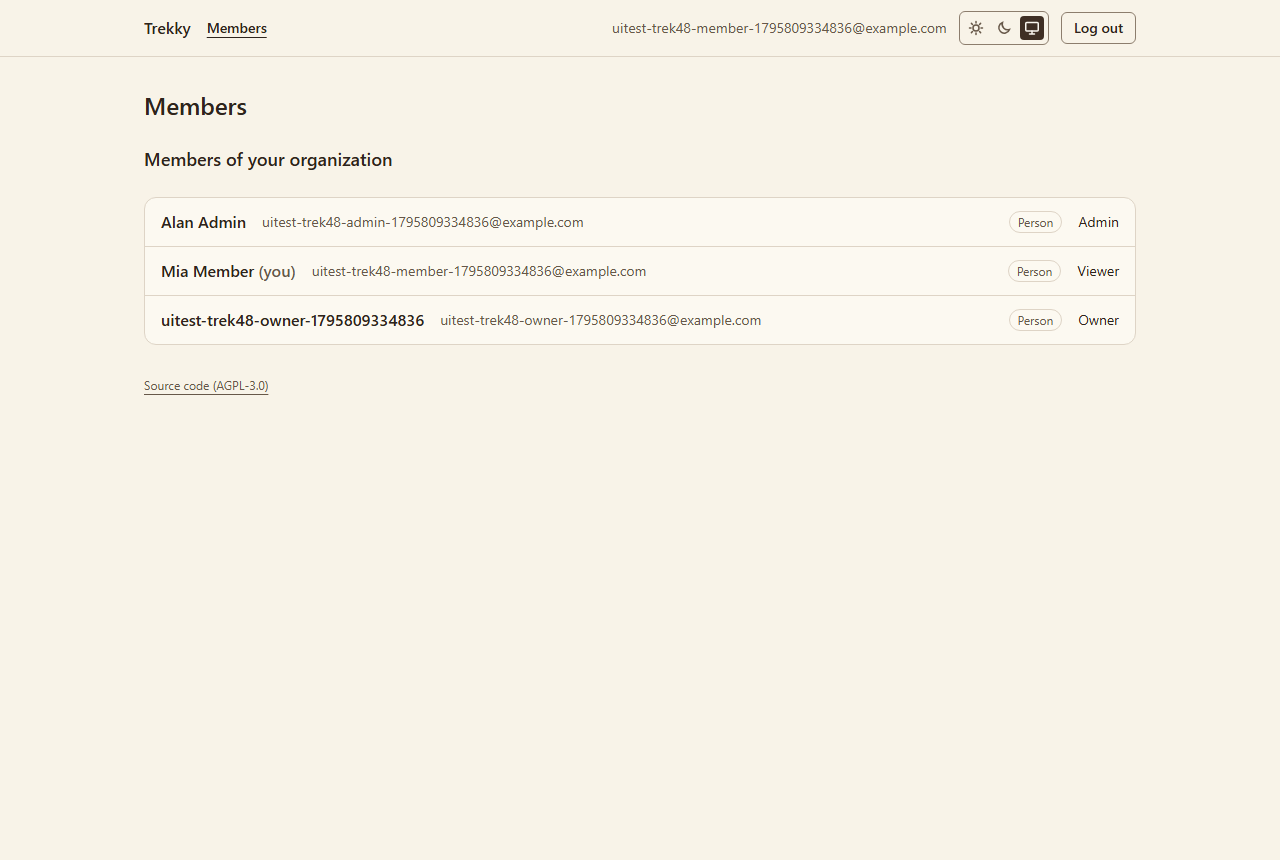 Trekky Members uitest-trek48-member-1795809334836@example.com Log out
Members
Members of your organization
Alan Admin uitest-trek48-admin-1795809334836@example.com Person Admin
Mia Member (you) uitest-trek48-member-1795809334836@example.com Person Viewer
uitest-trek48-owner-1795809334836 uitest-trek48-owner-1795809334836@example.com Person Owner
Source code (AGPL-3.0)